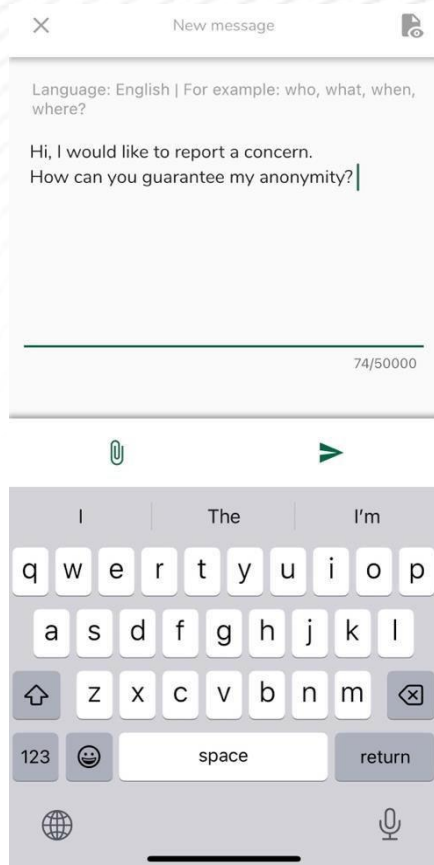 New message
Language: English | For example: who, what, when,
where?
Hi, I would like to report a concern.
How can you guarantee my anonymity?
74/50000
I The I'm
q w e r t y u i o p
a s d f g h j k l
z x c v b n m
123 space return